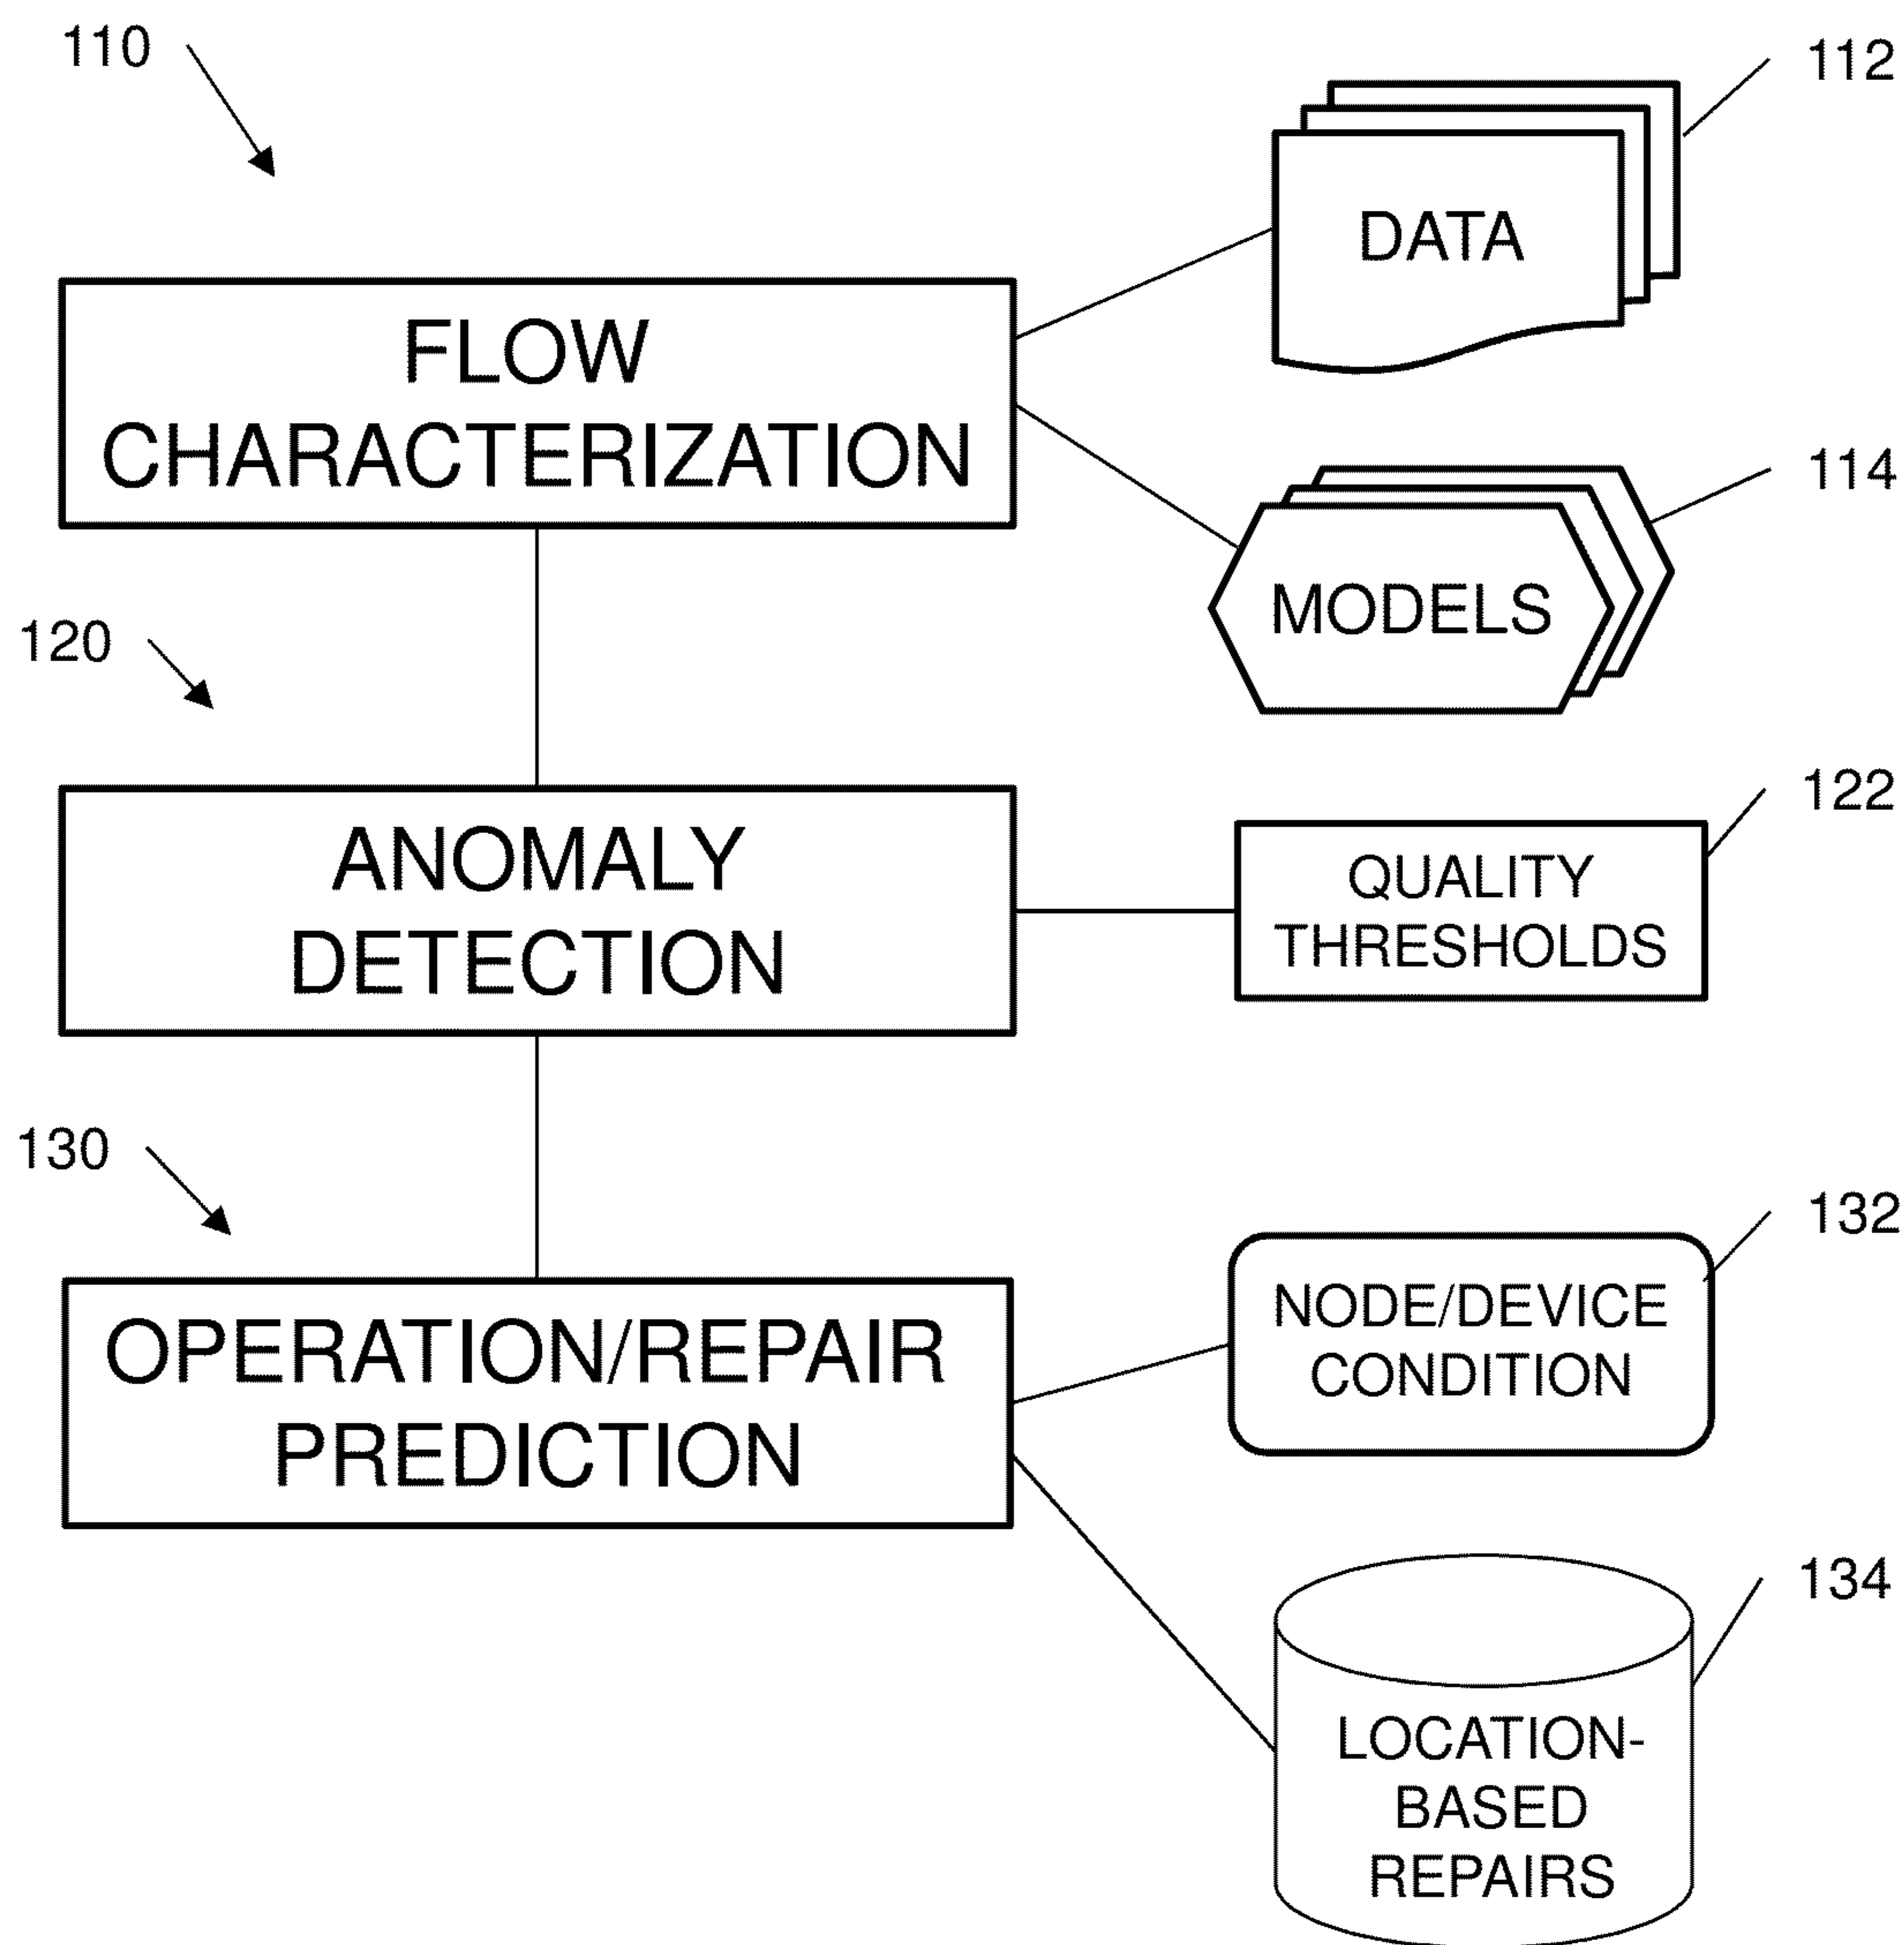 110
112
DATA
FLOW
CHARACTERIZATION
114
MODELS
120
122
ANOMALY
DETECTION
QUALITY
THRESHOLDS
130
132
NODE/DEVICE
CONDITION
OPERATION/REPAIR
PREDICTION
134
LOCATION-
BASED
REPAIRS